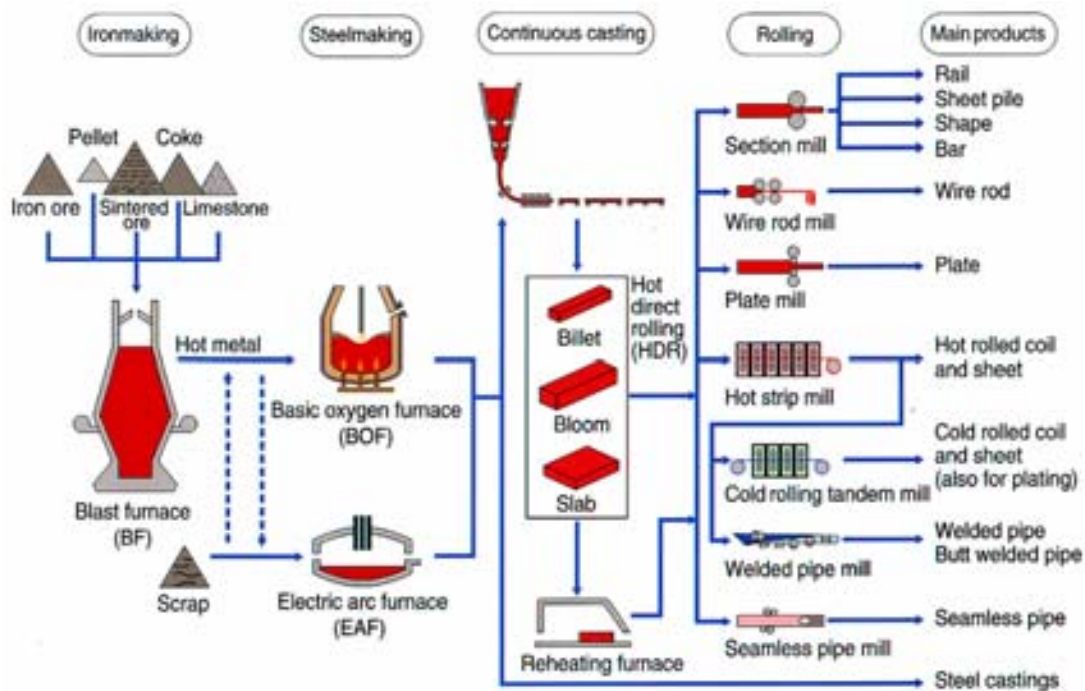 Ironmaking
Steelmaking
Continuous casting
Rolling
Main products
Pellet
Coke
Iron ore
Sintered
ore
Limestone
Hot metal
Blast furnace
(BF)
Scrap
Basic oxygen furnace
(BOF)
Electric arc furnace
(EAF)
Hot
direct
rolling
(HDR)
Billet
Bloom
Slab
Reheating furnace
Section mill
Wire rod mill
Plate mill
Hot strip mill
Cold rolling tandem mill
Welded pipe mill
Seamless pipe mill
Rail
Sheet pile
Shape
Bar
Wire rod
Plate
Hot rolled coil
and sheet
Cold rolled coil
and sheet
(also for plating)
Welded pipe
Butt welded pipe
Seamless pipe
Steel castings